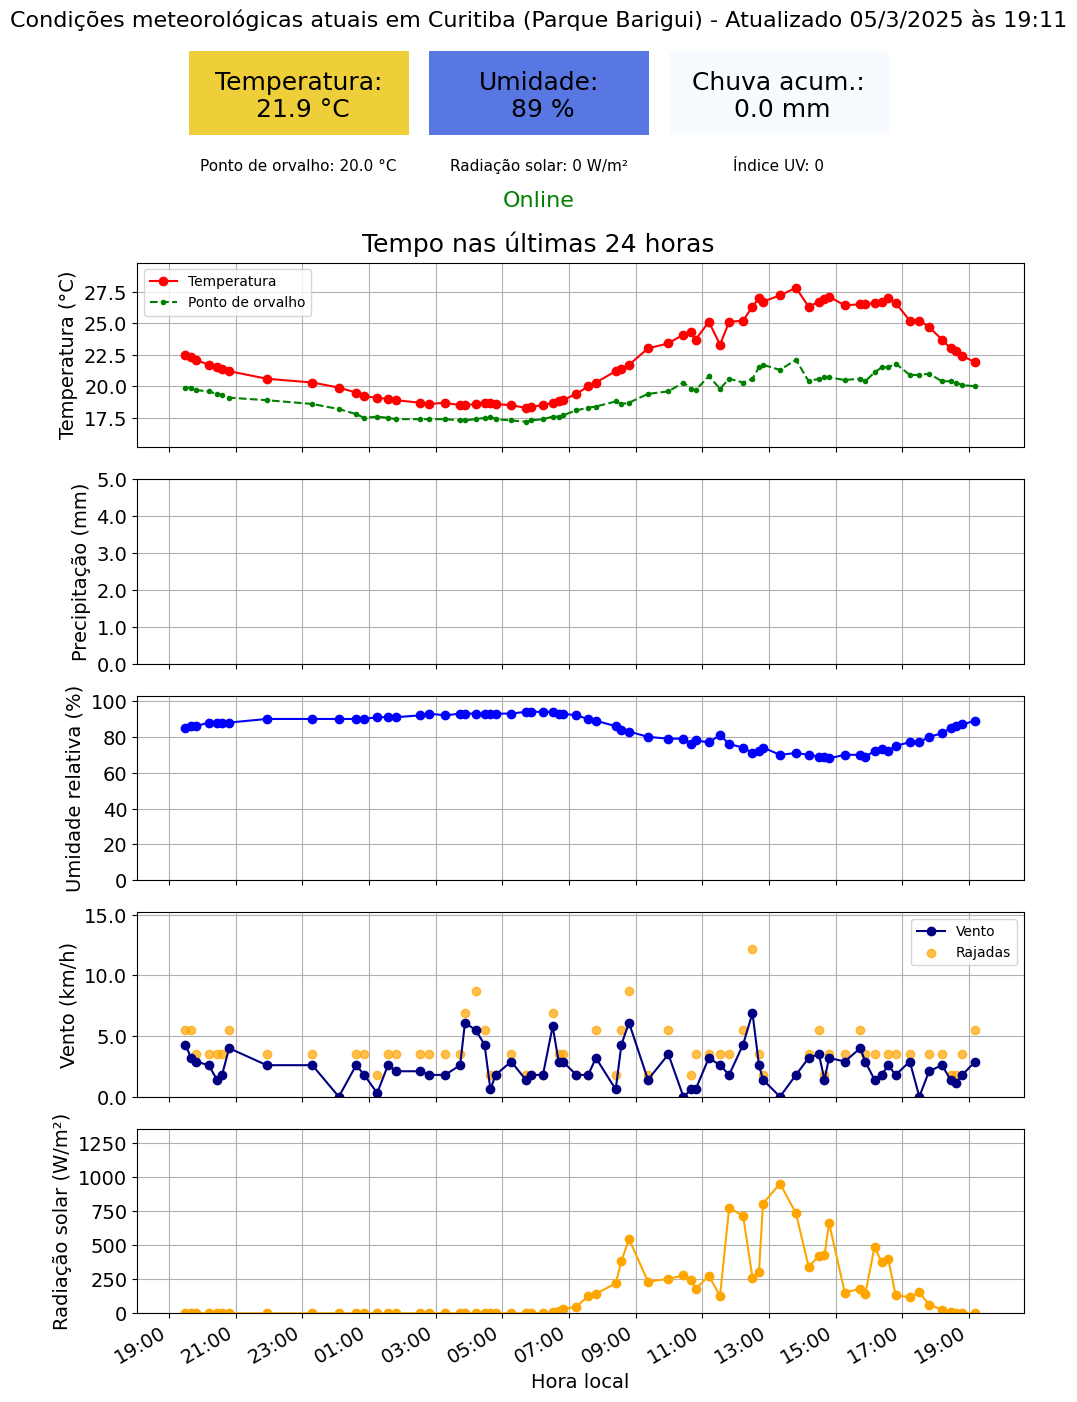 Condições meteorológicas atuais em Curitiba (Parque Barigui) - Atualizado 05/3/2025 às 19:11
Temperatura:
21.9 °C
Umidade:
89 %
Chuva acum.:
0.0 mm
Ponto de orvalho: 20.0 °C
Radiação solar: 0 W/m²
Índice UV: 0
Online
Tempo nas últimas 24 horas
Temperatura (°C)
27.5
25.0
22.5
20.0
17.5
Temperatura
Ponto de orvalho
Precipitação (mm)
5.0
4.0
3.0
2.0
1.0
0.0
Umidade relativa (%)
100
80
60
40
20
0
Vento (km/h)
15.0
10.0
5.0
0.0
Vento
Rajadas
Radiação solar (W/m²)
1250
1000
750
500
250
0
19:00 21:00 23:00 01:00 03:00 05:00 07:00 09:00 11:00 13:00 15:00 17:00 19:00
Hora local